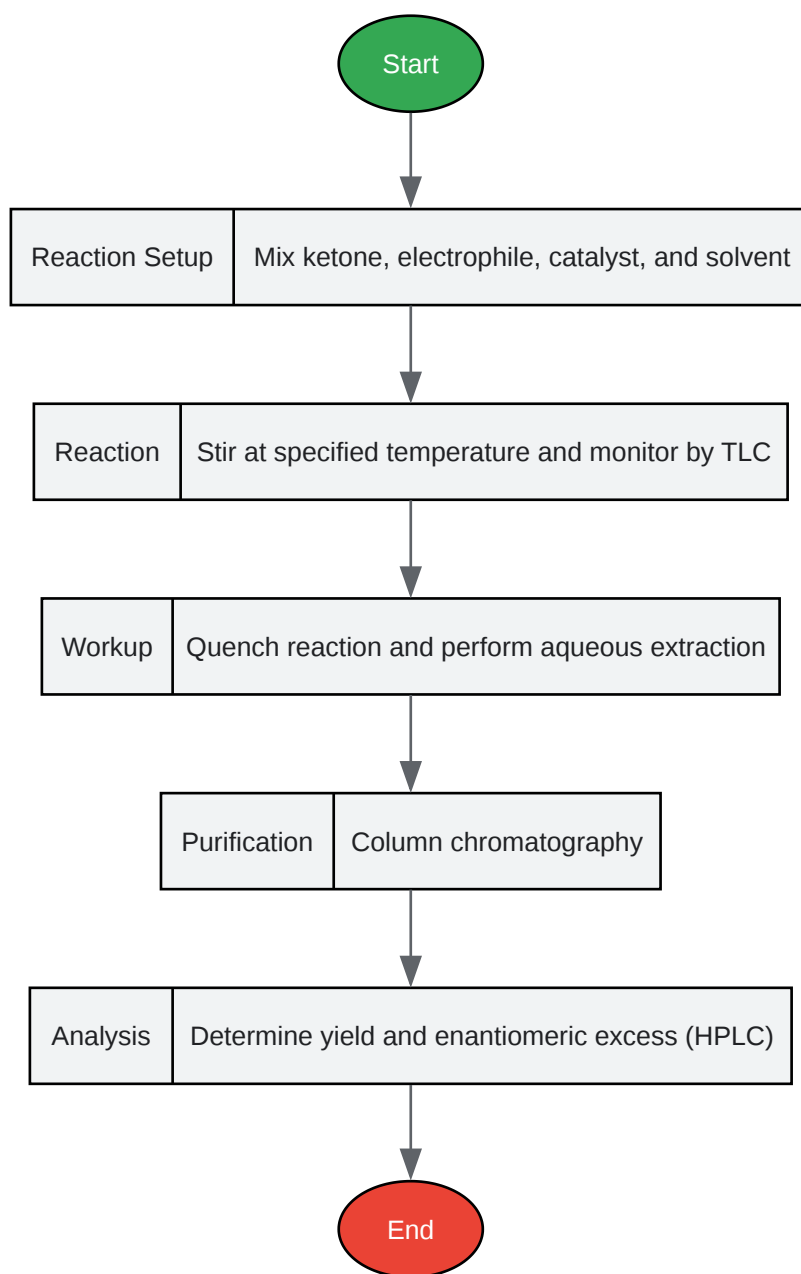 Start
Reaction Setup Mix ketone, electrophile, catalyst, and solvent
Reaction Stir at specified temperature and monitor by TLC
Workup Quench reaction and perform aqueous extraction
Purification Column chromatography
Analysis Determine yield and enantiomeric excess (HPLC)
End